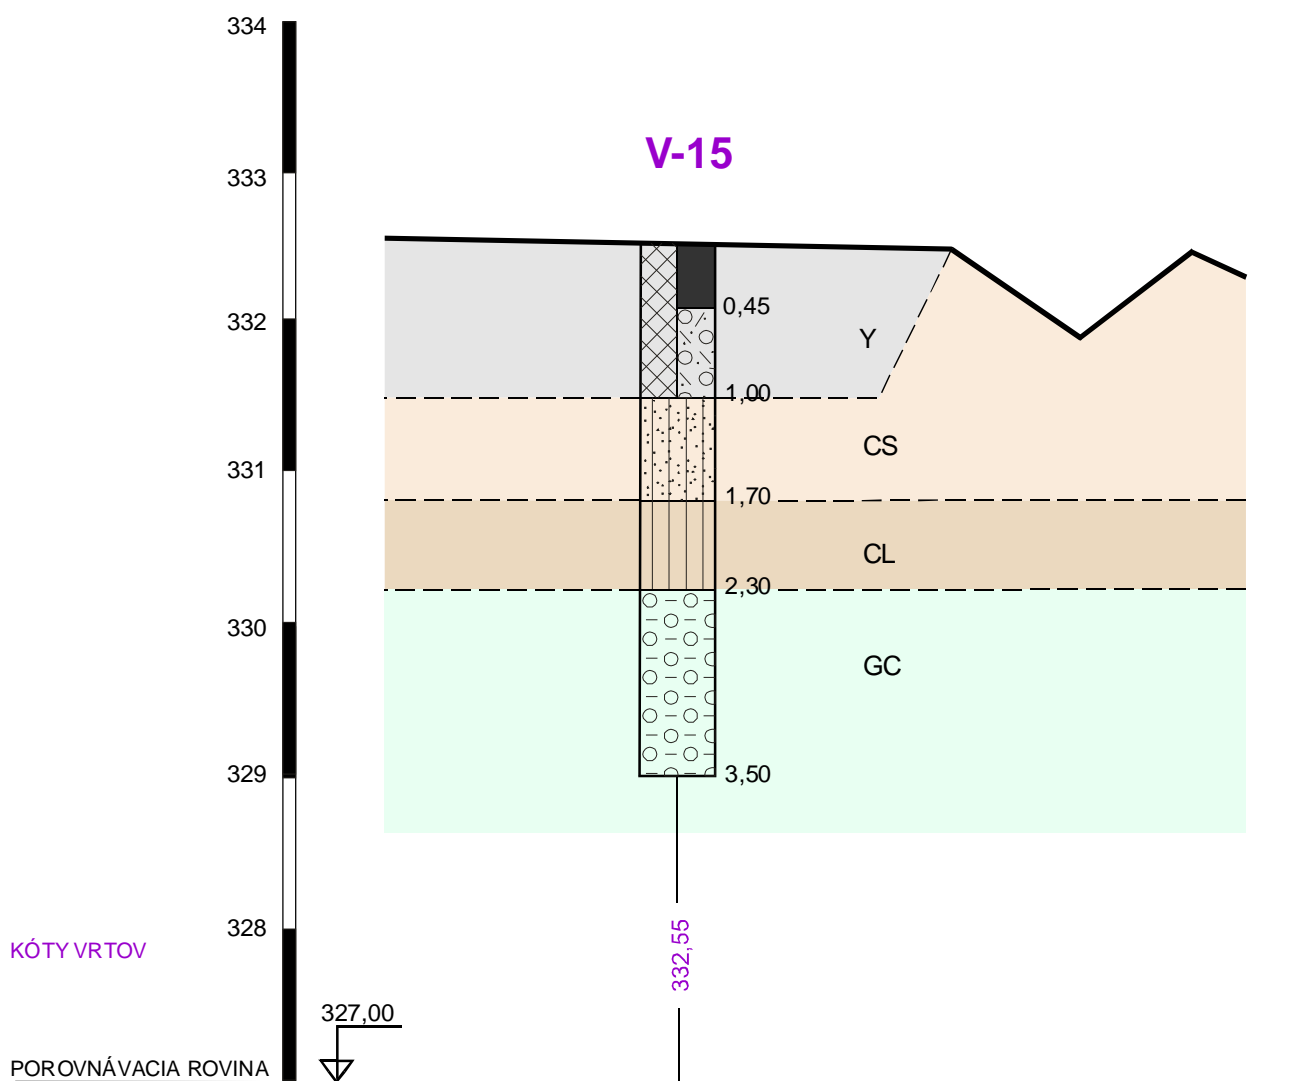 334
V-15
333
332
0,45
Y
1,00
CS
331
1,70
CL
2,30
330
GC
329
3,50
328
332,55
KÓTY VRTOV
327,00
POROVNÁVACIA ROVINA